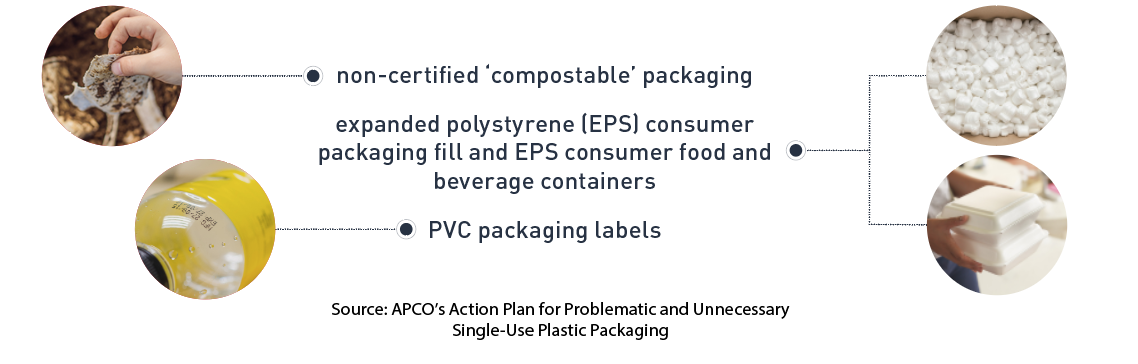 non-certified ‘compostable’ packaging
expanded polystyrene (EPS) consumer
packaging fill and EPS consumer food and
beverage containers
PVC packaging labels
Source: APCO’s Action Plan for Problematic and Unnecessary
Single-Use Plastic Packaging